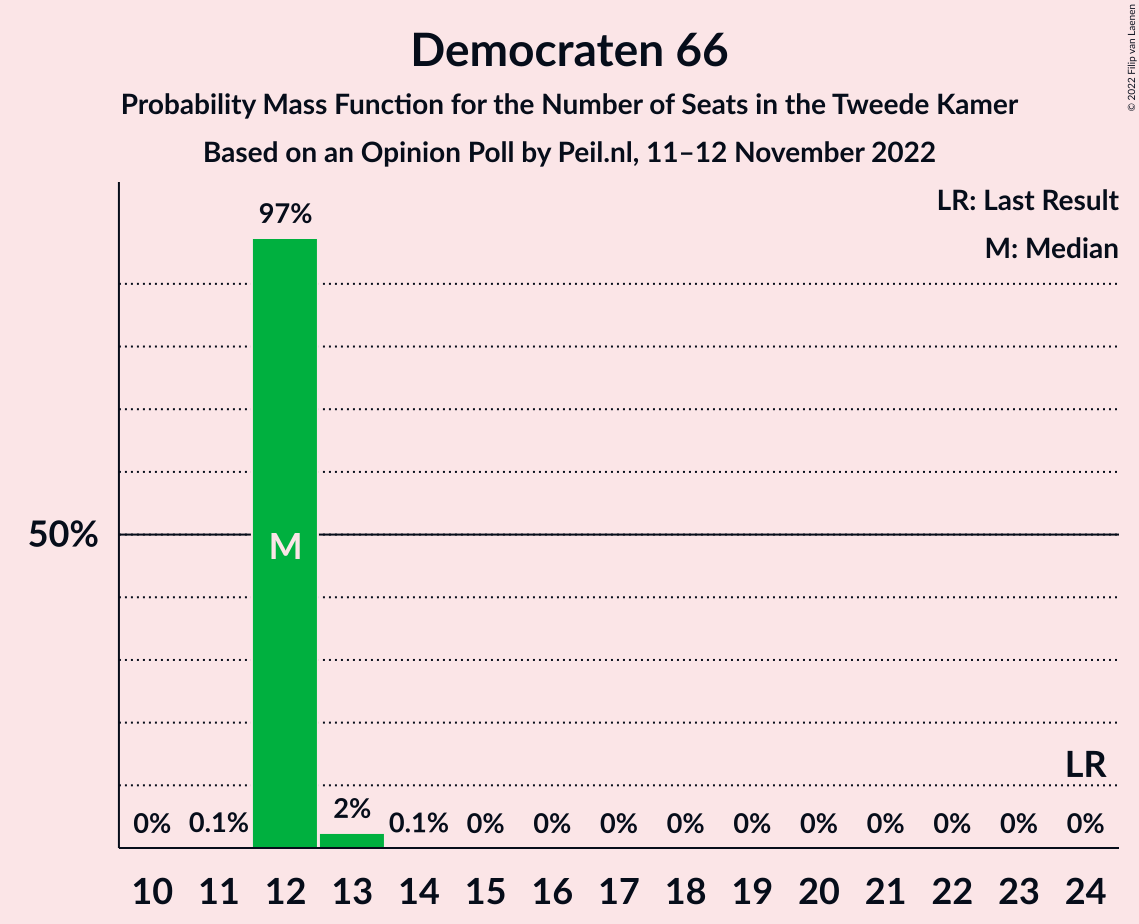 Democraten 66
Probability Mass Function for the Number of Seats in the Tweede Kamer
Based on an Opinion Poll by Peil.nl, 11–12 November 2022
© 2022 Filip van Laenen
LR: Last Result
M: Median
97%
50%
M
LR
0% 0.1% 2% 0.1% 0% 0% 0% 0% 0% 0% 0% 0% 0% 0%
10 11 12 13 14 15 16 17 18 19 20 21 22 23 24